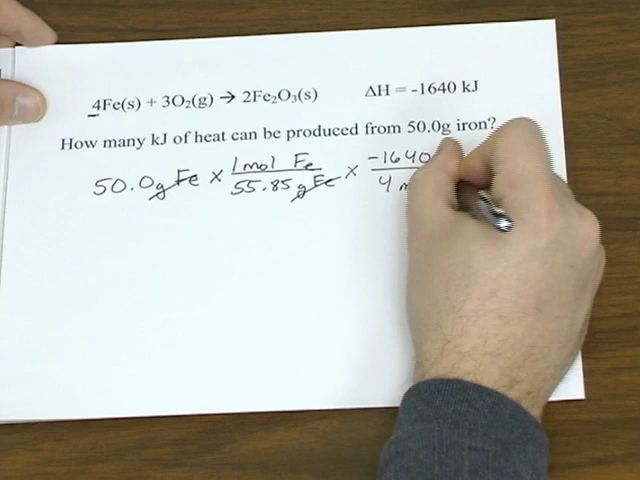 4Fe(s) + 3O₂(g) → 2Fe₂O₃(s) ΔH = -1640 kJ
How many kJ of heat can be produced from 50.0g iron?
50.0g Fe x 1mol Fe / 55.85 g Fe x -1640 / 4